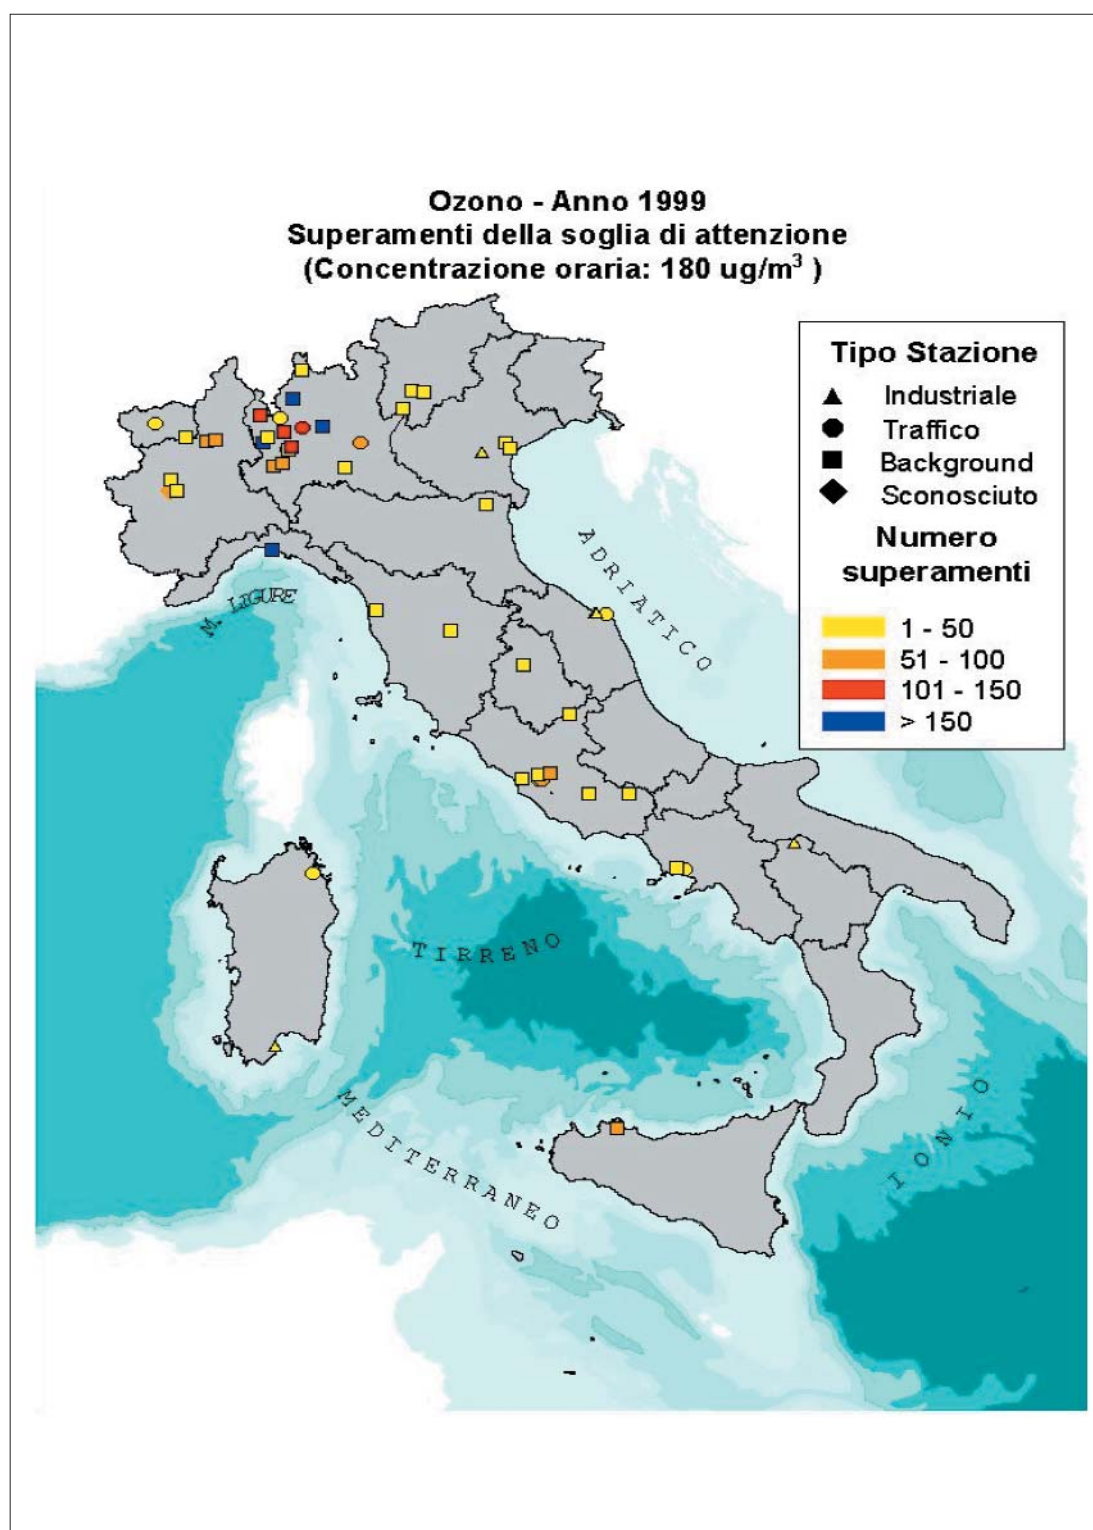 Ozono - Anno 1999
Superamenti della soglia di attenzione
(Concentrazione oraria: 180 ug/m³ )
Tipo Stazione
Industriale
Traffico
Background
Sconosciuto
Numero
superamenti
1 - 50
51 - 100
101 - 150
> 150
ADRIATICO
M. LIGURE
TIRRENO
MEDITERRANEO
IONIO